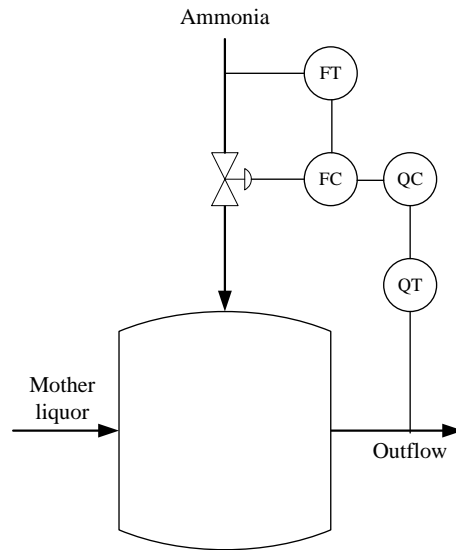 Ammonia
FT
FC
QC
QT
Mother
liquor
Outflow